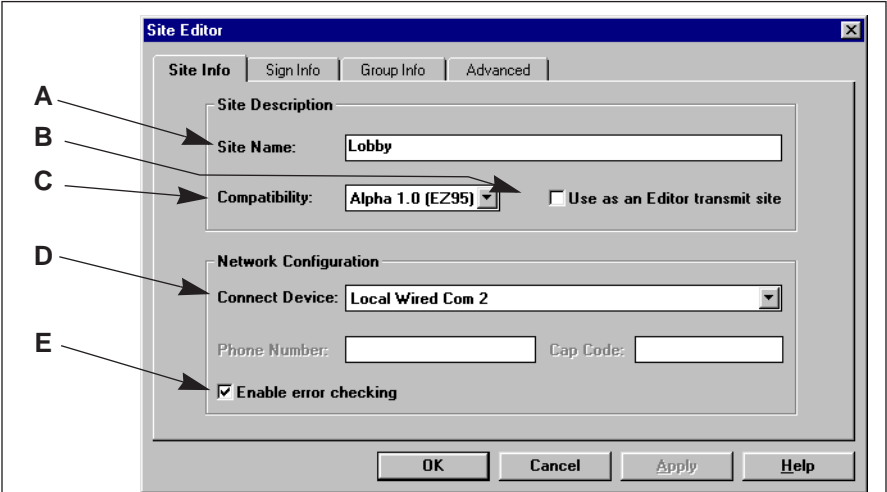 Site Editor
Site Info Sign Info Group Info Advanced
A
Site Description
Site Name: Lobby
B
C
Compatibility: Alpha 1.0 (EZ95) Use as an Editor transmit site
D
Network Configuration
Connect Device: Local Wired Com 2
E
Phone Number: Cap Code:
Enable error checking
OK Cancel Apply Help